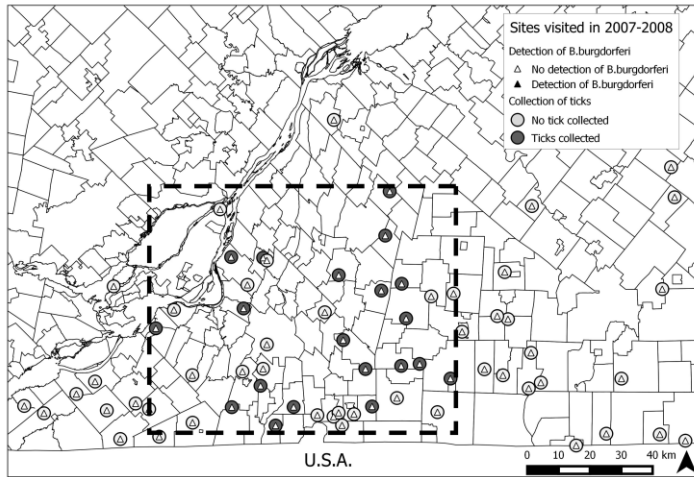 Sites visited in 2007-2008
Detection of B.burgdorferi
No detection of B.burgdorferi
Detection of B.burgdorferi
Collection of ticks
No tick collected
Ticks collected
U.S.A.
0 10 20 30 40 km